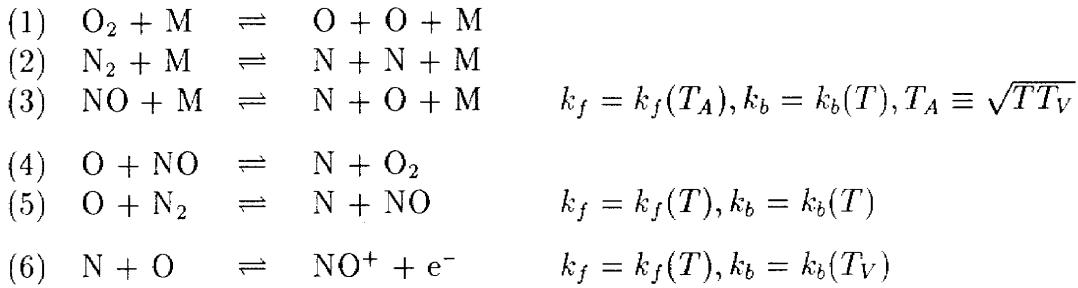 (1) O₂ + M ⇌ O + O + M
(2) N₂ + M ⇌ N + N + M
(3) NO + M ⇌ N + O + M k_f = k_f(T_A), k_b = k_b(T), T_A ≡ √(TT_V)
(4) O + NO ⇌ N + O₂
(5) O + N₂ ⇌ N + NO k_f = k_f(T), k_b = k_b(T)
(6) N + O ⇌ NO⁺ + e⁻ k_f = k_f(T), k_b = k_b(T_V)